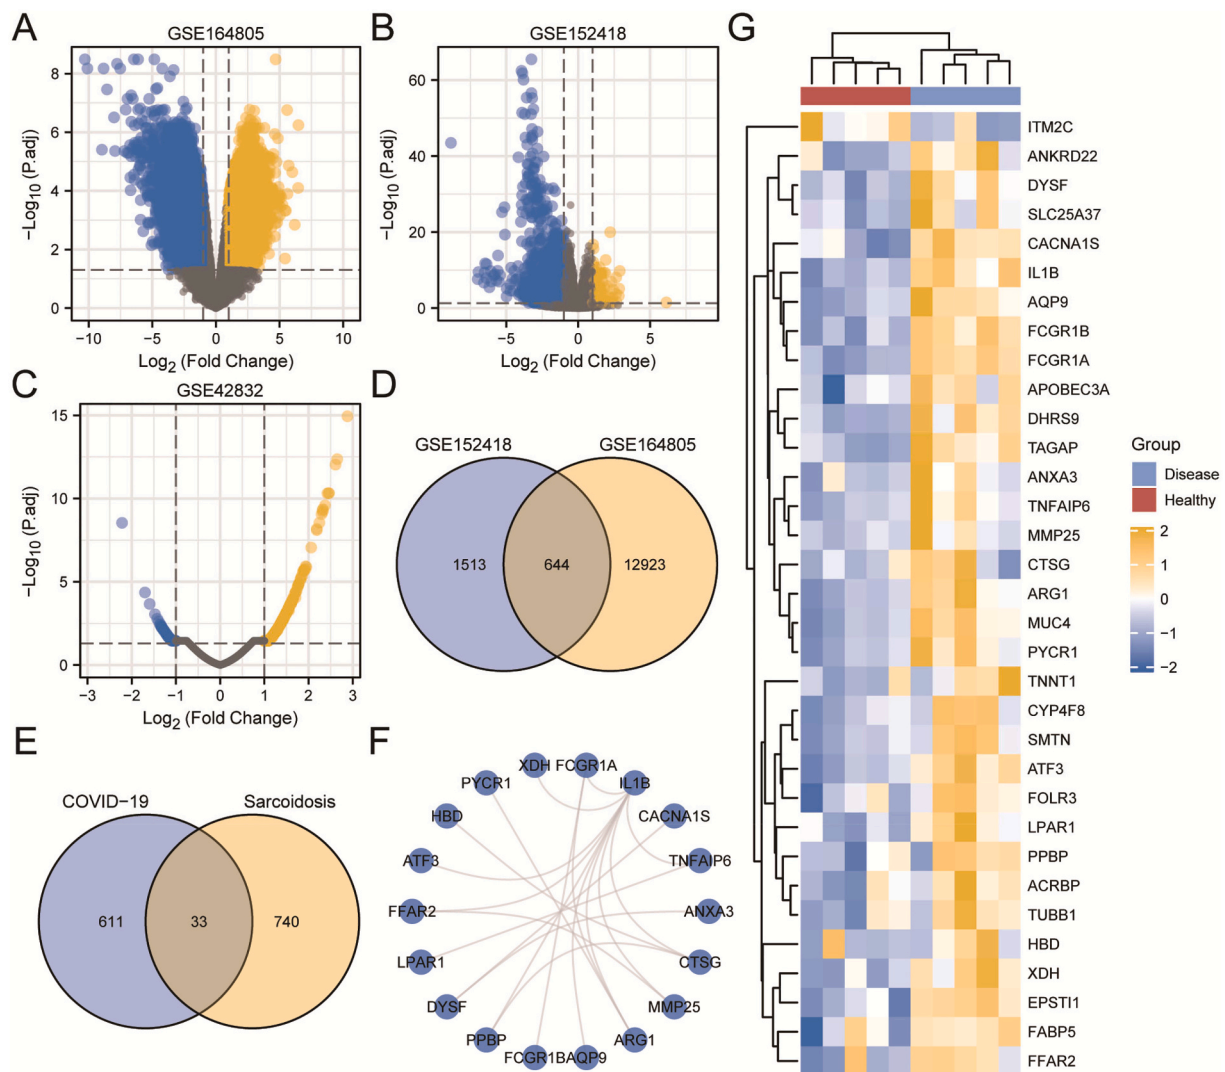 A
GSE164805
−Log10 (P.adj)
8
6
4
2
0
−10
−5
0
5
10
Log2 (Fold Change)
B
GSE152418
−Log10 (P.adj)
60
40
20
0
−5
0
5
Log2 (Fold Change)
C
GSE42832
−Log10 (P.adj)
15
10
5
0
−3
−2
−1
0
1
2
3
Log2 (Fold Change)
D
GSE152418
GSE164805
1513
644
12923
E
COVID−19
Sarcoidosis
611
33
740
F
XDH
FCGR1A
IL1B
PYCR1
CACNA1S
HBD
TNFAIP6
ATF3
ANXA3
FFAR2
CTSG
LPAR1
MMP25
DYSF
ARG1
PPBP
AQP9
FCGR1B
G
ITM2C
ANKRD22
DYSF
SLC25A37
CACNA1S
IL1B
AQP9
FCGR1B
FCGR1A
APOBEC3A
DHRS9
TAGAP
ANXA3
TNFAIP6
MMP25
CTSG
ARG1
MUC4
PYCR1
TNNT1
CYP4F8
SMTN
ATF3
FOLR3
LPAR1
PPBP
ACRBP
TUBB1
HBD
XDH
EPSTI1
FABP5
FFAR2
Group
Disease
Healthy
2
1
0
−1
−2